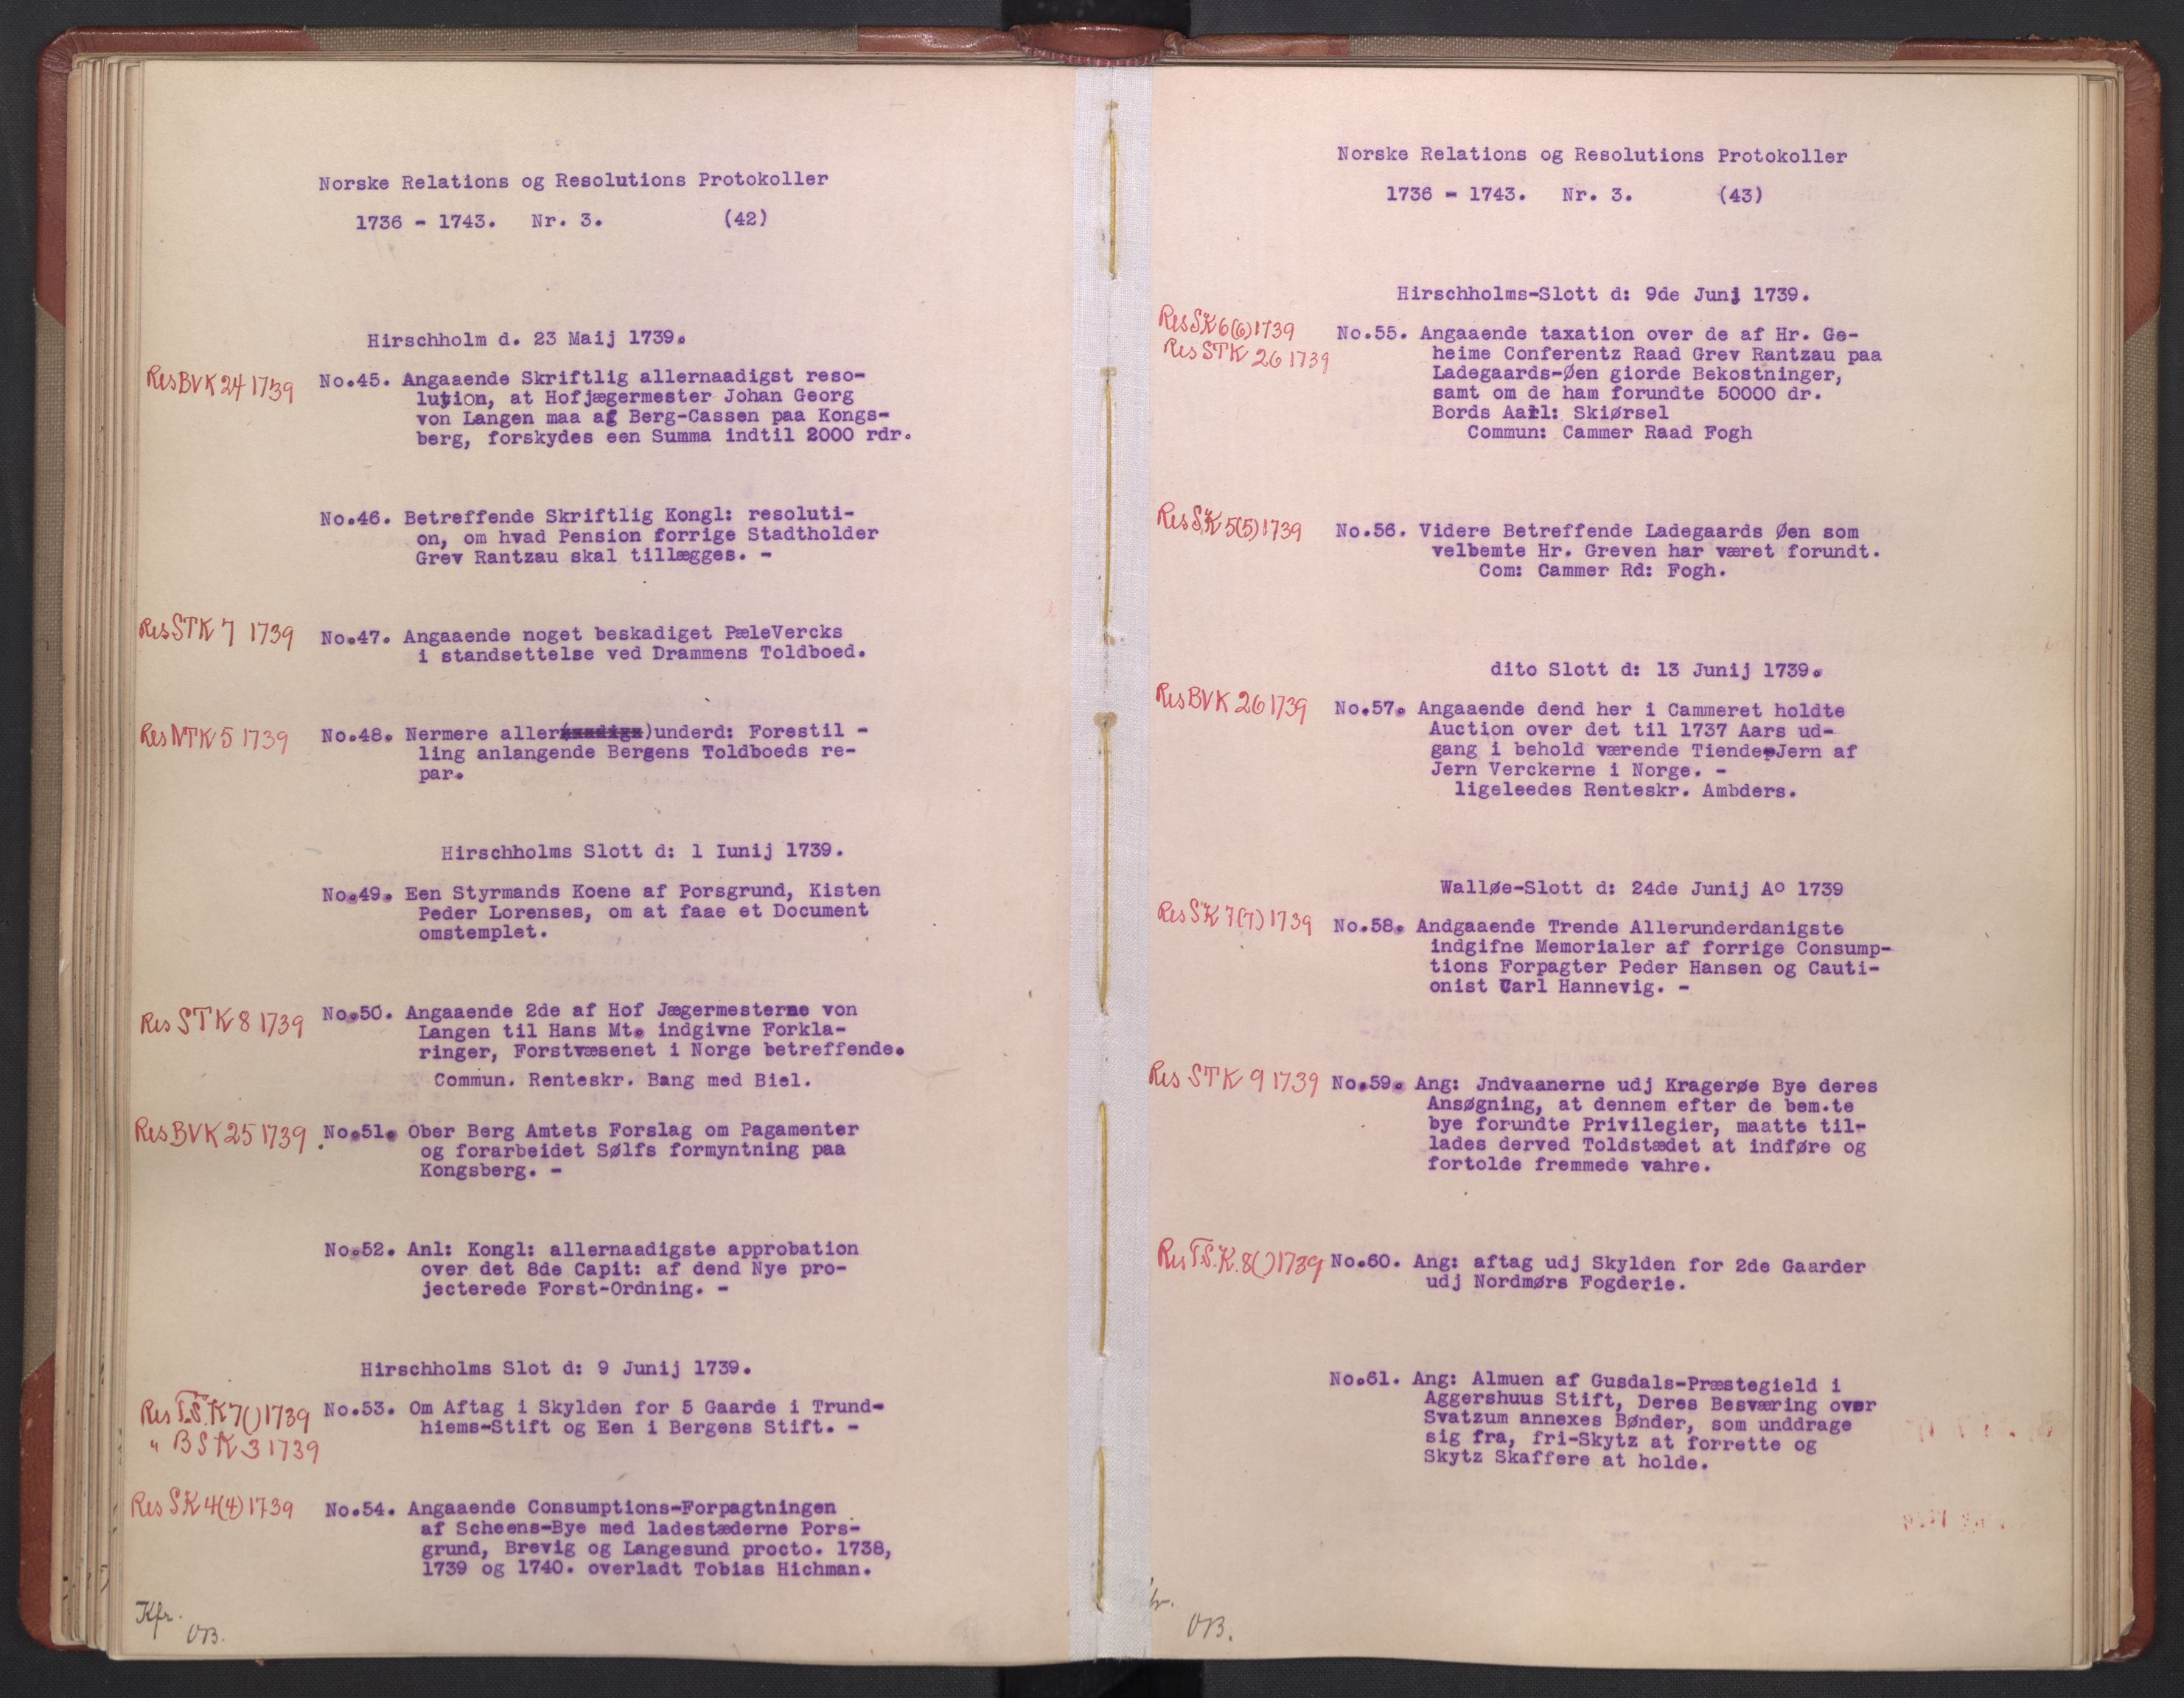 Norske Relations og Resolutions Protokoller
1736 - 1743. Nr. 3. (42)
Hirschholm d. 23 Maij 1739.
Res BVK 24 1739 No.45. Angaaende Skriftlig allernaadigst reso-
lution, at Hofjægermester Johan Georg
von Langen maa af Berg-Cassen paa Kongs-
berg, forskydes een Summa indtil 2000 rdr.
No.46. Betreffende Skriftlig Kongl: resoluti-
on, om hvad Pension forrige Stadtholder
Grev Rantzau skal tillægges. -
Res STK 7 1739 No.47. Angaaende noget beskadiget PæleVercks
i standsettelse ved Drammens Toldboed.
Res NTK 5 1739 No.48. Nermere aller(naadigs)underd: Forestil -
ling anlangende Bergens Toldboeds re-
par.
Hirschholms Slott d: 1 Iunij 1739.
No.49. Een Styrmands Koene af Porsgrund, Kisten
Peder Lorenses, om at faae et Document
omstemplet.
Res STK 8 1739 No.50. Angaaende 2de af Hof Jægermesterne von
Langen til Hans Mt. indgivne Forkla-
ringer, Forstvæsenet i Norge betreffende.
Commun. Renteskr. Bang med Biel.
Res BVK 25 1739 No.51. Ober Berg Amtets Forslag om Pagamenter
og forarbeidet Sølfs formyntning paa
Kongsberg. -
No.52. Anl: Kongl: allernaadigste approbation
over det 8de Capit: af dend Nye pro-
jecterede Forst-Ordning. -
Hirschholms Slot d: 9 Junij 1739.
Res T.S.K 7() 1739 No.53. Om Aftag i Skylden for 5 Gaarde i Trund-
" BSK 3 1739 hiems-Stift og Een i Bergens Stift. -
Res SK 4(4) 1739 No.54. Angaaende Consumptions-Forpagtningen
af Scheens-Bye med ladestæderne Pors-
grund, Brevig og Langesund procto. 1738,
1739 og 1740. overladt Tobias Hichman.
Kfr.
OB.
Norske Relations og Resolutions Protokoller
1736 - 1743. Nr. 3. (43)
Hirschholms-Slott d: 9de Junj 1739.
Res SK 6(6) 1739 No.55. Angaaende taxation over de af Hr. Ge-
Res STK 26 1739 heime Conferentz Raad Grev Rantzau paa
Ladegaards-Øen giorde Bekostninger,
samt om de ham forundte 50000 dr.
Bords Aarl: Skiørsel
Commun: Cammer Raad Fogh
Res SK 5(5) 1739 No.56. Videre Betreffende Ladegaards Øen som
velbemte Hr. Greven har været forundt.
Com: Cammer Rd: Fogh.
dito Slott d: 13 Junij 1739.
Res BVK 26 1739 No.57. Angaaende dend her i Cammeret holdte
Auction over det til 1737 Aars ud-
gang i behold værende Tiende-Jern af
Jern Verckerne i Norge. -
ligeleedes Renteskr. Ambders.
Walløe-Slott d: 24de Junij Ao 1739
Res SK 7(7) 1739 No.58. Andgaaende Trende Allerunderdanigste
indgifne Memorialer af forrige Consump-
tions Forpagter Peder Hansen og Cauti-
onist Carl Hannevig. -
Res STK 9 1739 No.59. Ang: Jndvaanerne udj Kragerøe Bye deres
Ansøgning, at dennem efter de bem.te
bye forundte Privilegier, maatte til-
lades derved Toldstædet at indføre og
fortolde fremmede vahre.
Res T.S.K. 8() 1739 No.60. Ang: aftag udj Skylden for 2de Gaarder
udj Nordmørs Fogderie.
No.61. Ang: Almuen af Gusdals-Præstegield i
Aggershuus Stift, Deres Besværing over
Svatzum annexes Bønder, som unddrage
sig fra, fri-Skytz at forrette og
Skytz Skaffere at holde.
OB.